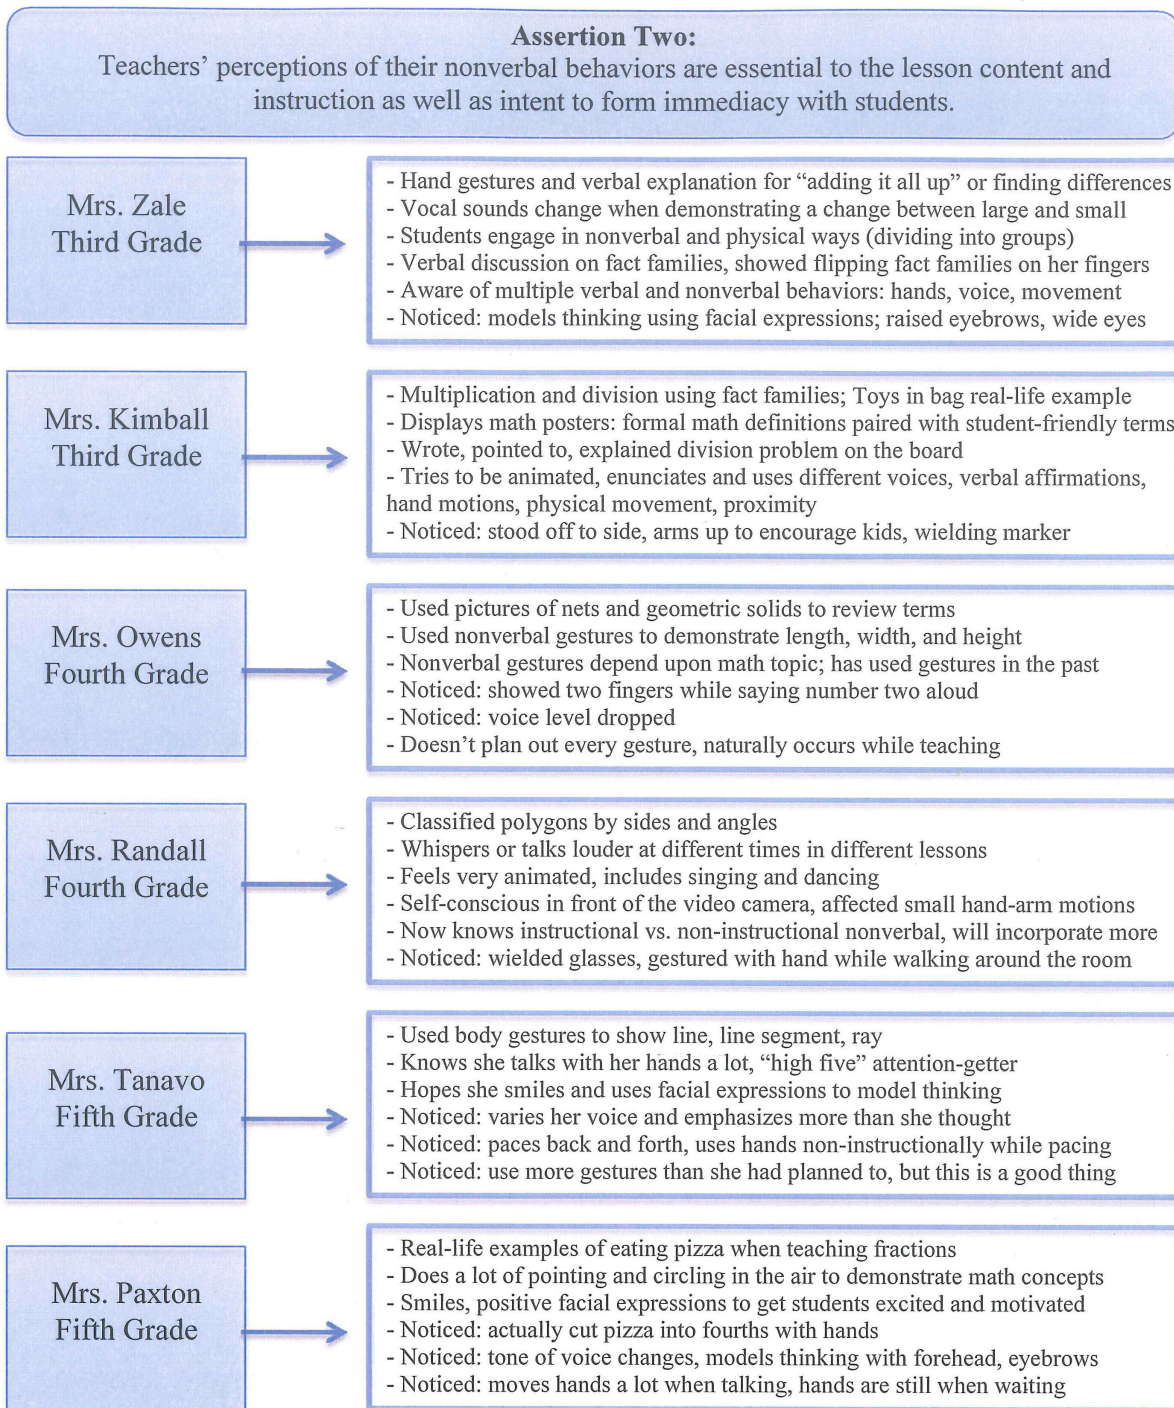 Assertion Two:
Teachers' perceptions of their nonverbal behaviors are essential to the lesson content and
instruction as well as intent to form immediacy with students.
Mrs. Zale
Third Grade
- Hand gestures and verbal explanation for “adding it all up” or finding differences
- Vocal sounds change when demonstrating a change between large and small
- Students engage in nonverbal and physical ways (dividing into groups)
- Verbal discussion on fact families, showed flipping fact families on her fingers
- Aware of multiple verbal and nonverbal behaviors: hands, voice, movement
- Noticed: models thinking using facial expressions; raised eyebrows, wide eyes
Mrs. Kimball
Third Grade
- Multiplication and division using fact families; Toys in bag real-life example
- Displays math posters: formal math definitions paired with student-friendly terms
- Wrote, pointed to, explained division problem on the board
- Tries to be animated, enunciates and uses different voices, verbal affirmations,
hand motions, physical movement, proximity
- Noticed: stood off to side, arms up to encourage kids, wielding marker
Mrs. Owens
Fourth Grade
- Used pictures of nets and geometric solids to review terms
- Used nonverbal gestures to demonstrate length, width, and height
- Nonverbal gestures depend upon math topic; has used gestures in the past
- Noticed: showed two fingers while saying number two aloud
- Noticed: voice level dropped
- Doesn't plan out every gesture, naturally occurs while teaching
Mrs. Randall
Fourth Grade
- Classified polygons by sides and angles
- Whispers or talks louder at different times in different lessons
- Feels very animated, includes singing and dancing
- Self-conscious in front of the video camera, affected small hand-arm motions
- Now knows instructional vs. non-instructional nonverbal, will incorporate more
- Noticed: wielded glasses, gestured with hand while walking around the room
Mrs. Tanavo
Fifth Grade
- Used body gestures to show line, line segment, ray
- Knows she talks with her hands a lot, “high five” attention-getter
- Hopes she smiles and uses facial expressions to model thinking
- Noticed: varies her voice and emphasizes more than she thought
- Noticed: paces back and forth, uses hands non-instructionally while pacing
- Noticed: use more gestures than she had planned to, but this is a good thing
Mrs. Paxton
Fifth Grade
- Real-life examples of eating pizza when teaching fractions
- Does a lot of pointing and circling in the air to demonstrate math concepts
- Smiles, positive facial expressions to get students excited and motivated
- Noticed: actually cut pizza into fourths with hands
- Noticed: tone of voice changes, models thinking with forehead, eyebrows
- Noticed: moves hands a lot when talking, hands are still when waiting